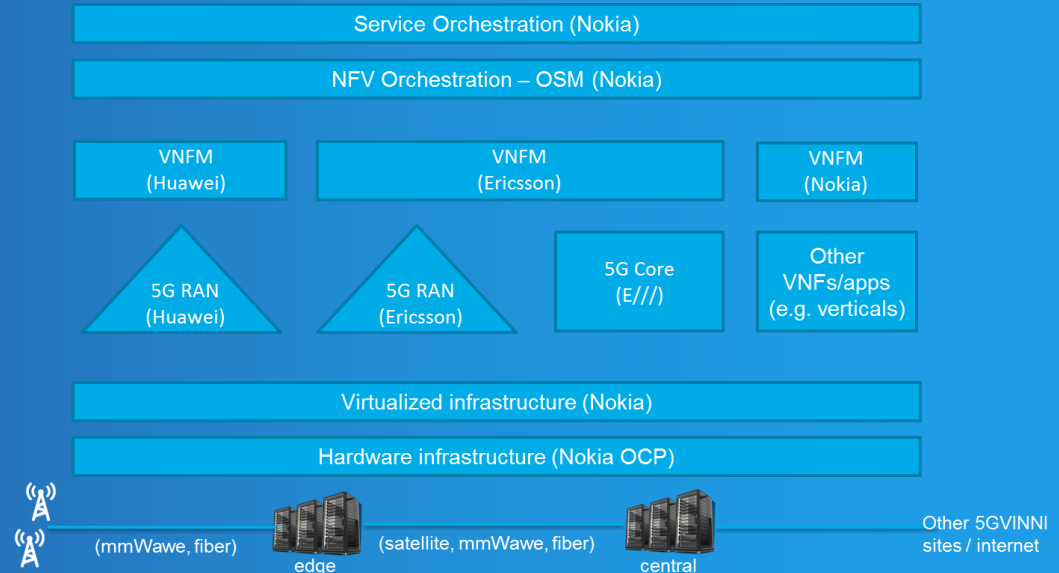 Service Orchestration (Nokia)
NFV Orchestration – OSM (Nokia)
VNFM
(Huawei)
VNFM
(Ericsson)
VNFM
(Nokia)
5G RAN
(Huawei)
5G RAN
(Ericsson)
5G Core
(E///)
Other
VNFs/apps
(e.g. verticals)
Virtualized infrastructure (Nokia)
Hardware infrastructure (Nokia OCP)
(mmWawe, fiber)
edge
(satellite, mmWawe, fiber)
central
Other 5GVINNI
sites / internet